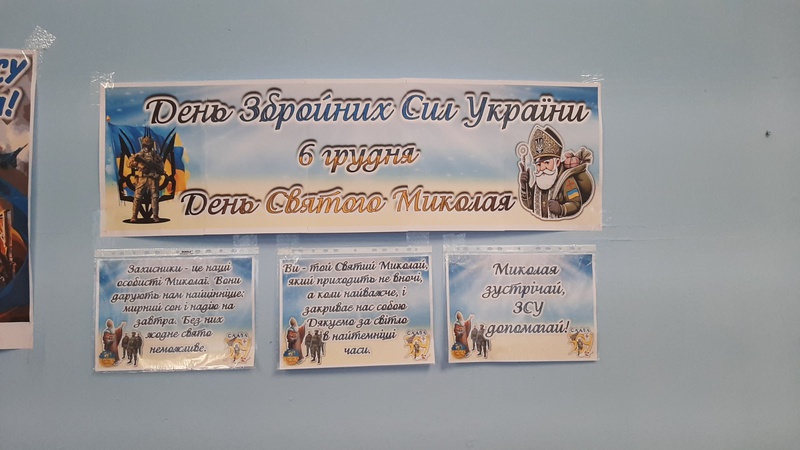 СУ
!
День Збройних Сил України
6 грудня
День Святого Миколая
Захисники - це наші
особисті Миколаї. Вони
дарують нам найцінніше:
мирний сон і надію на
завтра. Без них
жодне свято
неможливе.
Ви - той Святий Миколай,
який приходить не вночі,
а коли найважче, і
закриває нас собою
Дякуємо за світло
в найтемніші
часи.
Миколая
зустрічай,
ЗСУ
допомагай!